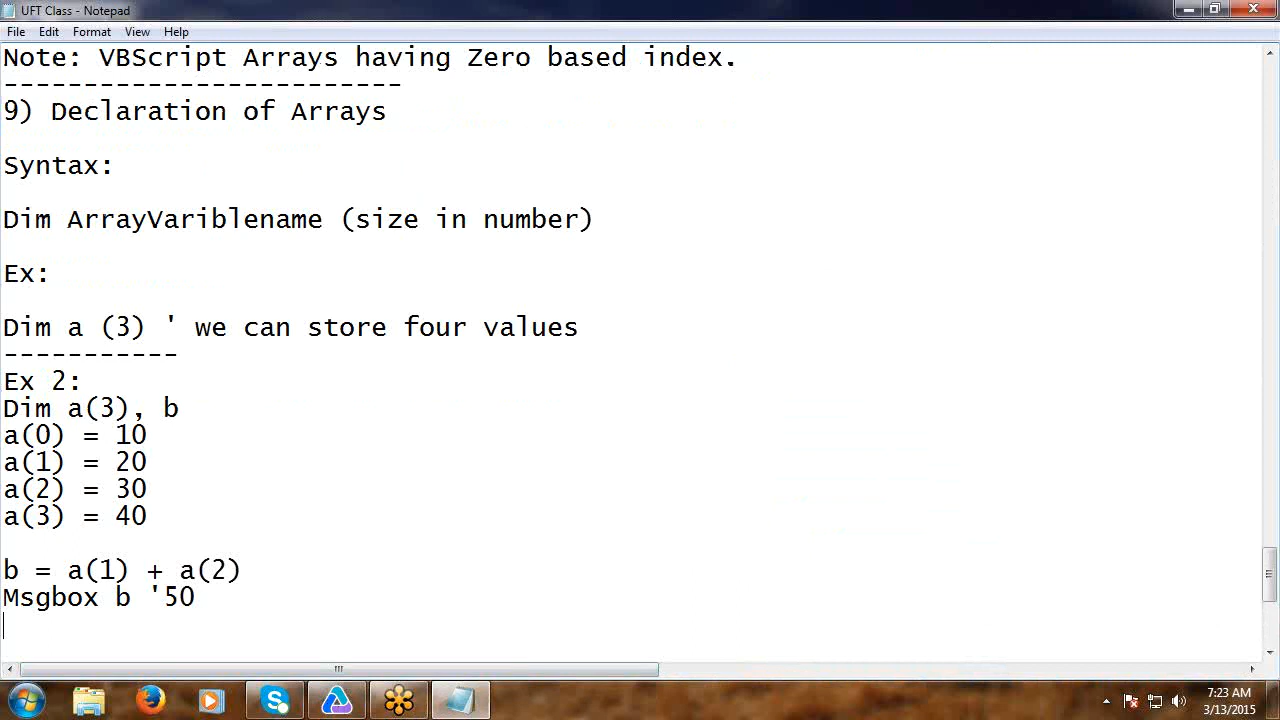 UFT Class - Notepad
File Edit Format View Help
Note: VBScript Arrays having Zero based index.
-------------------------
9) Declaration of Arrays
Syntax:
Dim ArrayVariblename (size in number)
Ex:
Dim a (3) ' we can store four values
-----------
Ex 2:
Dim a(3), b
a(0) = 10
a(1) = 20
a(2) = 30
a(3) = 40
b = a(1) + a(2)
Msgbox b '50
7:23 AM
3/13/2015